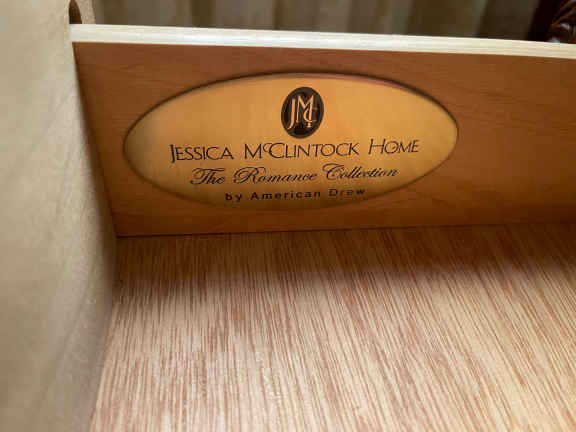 JMC
JESSICA MCCLINTOCK HOME
The Romance Collection
by American Drew